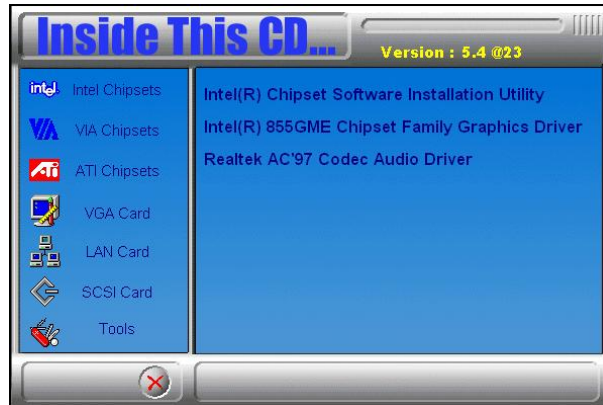 Inside This CD...
Version : 5.4 @23
intel Intel Chipsets
VIA VIA Chipsets
ATI ATI Chipsets
VGA Card
LAN Card
SCSI Card
Tools
Intel(R) Chipset Software Installation Utility
Intel(R) 855GME Chipset Family Graphics Driver
Realtek AC'97 Codec Audio Driver